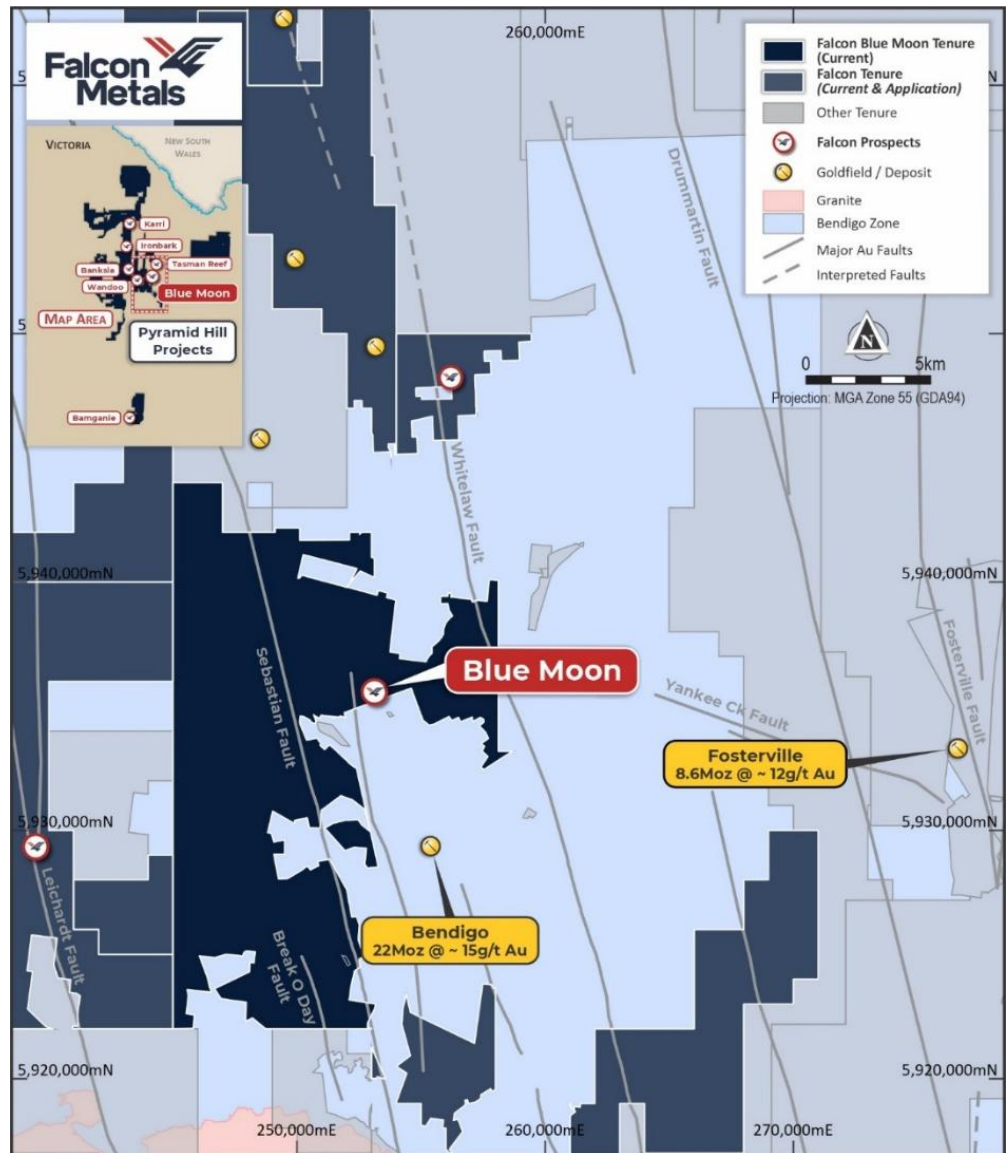 Falcon
Metals
VICTORIA
NEW SOUTH
WALES
Karri
Ironbark
Banksia
Tasman Reef
Wandoo
Blue Moon
MAP AREA
Pyramid Hill
Projects
Bamganie
260,000mE
Falcon Blue Moon Tenure
(Current)
Falcon Tenure
(Current & Application)
Other Tenure
Falcon Prospects
Goldfield / Deposit
Granite
Bendigo Zone
Major Au Faults
Interpreted Faults
N
0 5km
Projection: MGA Zone 55 (GDA94)
Drummartin Fault
Whitelaw Fault
5,940,000mN
5,940,000mN
Sebastian Fault
Blue Moon
Yankee Ck Fault
Fosterville Fault
Fosterville
8.6Moz @ ~ 12g/t Au
5,930,000mN
5,930,000mN
Leichardt Fault
Bendigo
22Moz @ ~ 15g/t Au
Break O Day
Fault
5,920,000mN
5,920,000mN
250,000mE
260,000mE
270,000mE